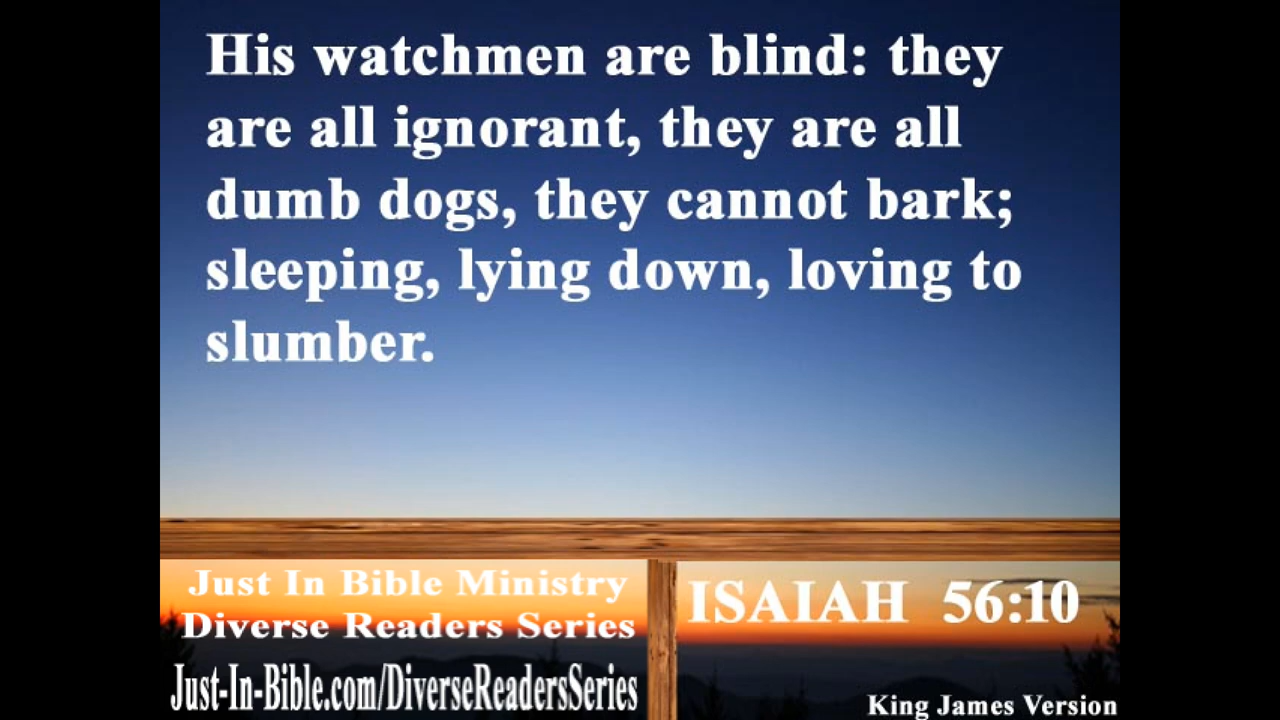 His watchmen are blind: they
are all ignorant, they are all
dumb dogs, they cannot bark;
sleeping, lying down, loving to
slumber.
Just In Bible Ministry
Diverse Readers Series
Just-In-Bible.com/DiverseReadersSeries
ISAIAH 56:10
King James Version